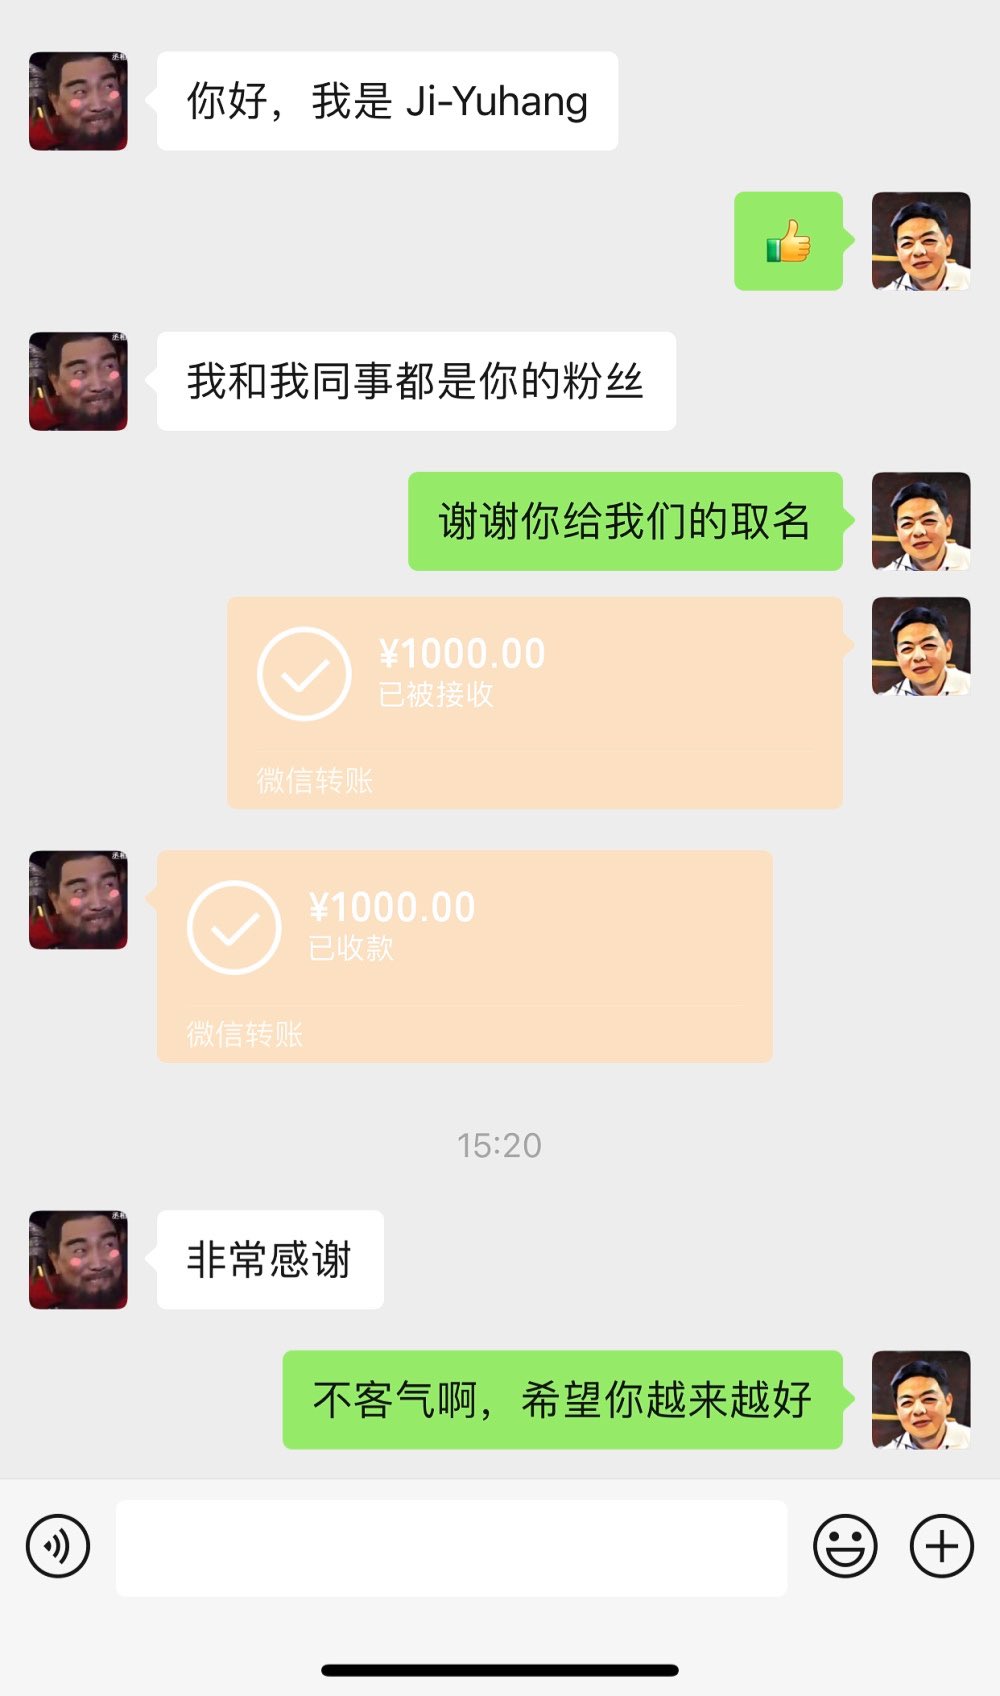 你好，我是 Ji-Yuhang
我和我同事都是你的粉丝
谢谢你给我们的取名
¥1000.00
已被接收
微信转账
¥1000.00
已收款
微信转账
15:20
非常感谢
不客气啊，希望你越来越好